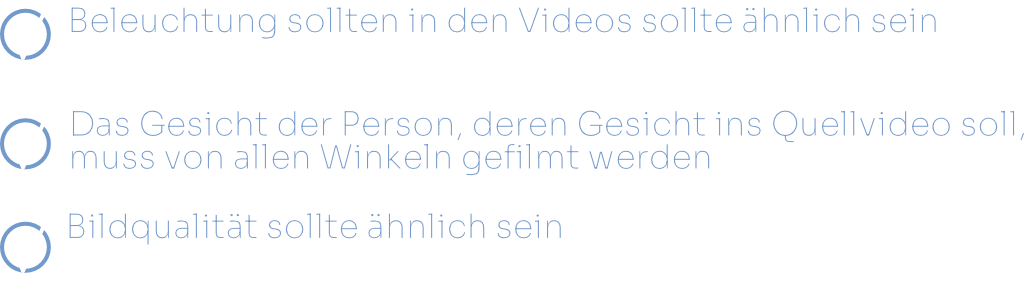 Beleuchtung sollten in den Videos sollte ähnlich sein
Das Gesicht der Person, deren Gesicht ins Quellvideo soll,
muss von allen Winkeln gefilmt werden
Bildqualität sollte ähnlich sein